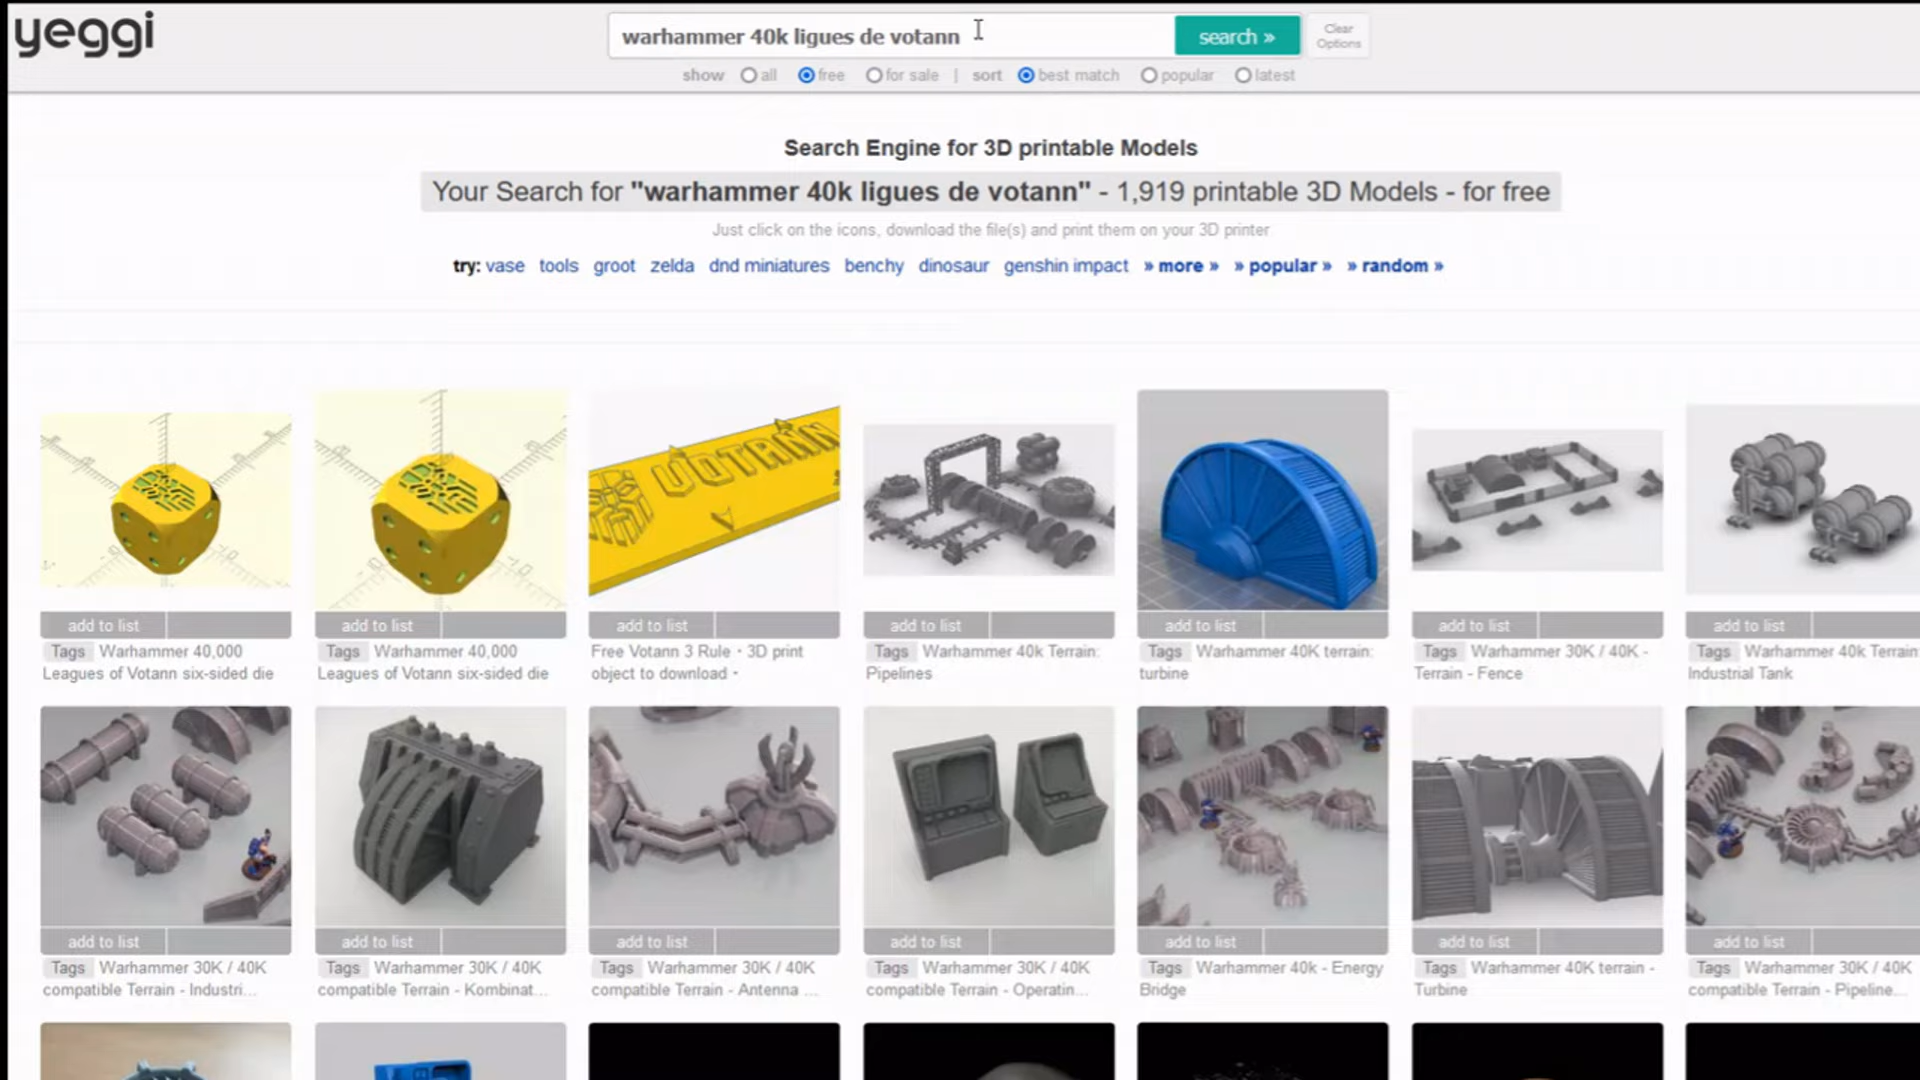 yeggi
warhammer 40k ligues de votann
search »
Clear
Options
show all free for sale | sort best match popular latest
Search Engine for 3D printable Models
Your Search for "warhammer 40k ligues de votann" - 1,919 printable 3D Models - for free
Just click on the icons, download the file(s) and print them on your 3D printer
try: vase tools groot zelda dnd miniatures benchy dinosaur genshin impact » more » » popular » » random »
VOTANN
add to list add to list add to list add to list add to list add to list add to list
Tags Warhammer 40,000
Leagues of Votann six-sided die
Tags Warhammer 40,000
Leagues of Votann six-sided die
Free Votann 3 Rule・3D print
object to download・
Tags Warhammer 40k Terrain:
Pipelines
Tags Warhammer 40K terrain:
turbine
Tags Warhammer 30K / 40K -
Terrain - Fence
Tags Warhammer 40k Terrain
Industrial Tank
add to list add to list add to list add to list add to list add to list add to list
Tags Warhammer 30K / 40K
compatible Terrain - Industri...
Tags Warhammer 30K / 40K
compatible Terrain - Kombinat...
Tags Warhammer 30K / 40K
compatible Terrain - Antenna ...
Tags Warhammer 30K / 40K
compatible Terrain - Operatin...
Tags Warhammer 40k - Energy
Bridge
Tags Warhammer 40K terrain -
Turbine
Tags Warhammer 30K / 40K
compatible Terrain - Pipeline...